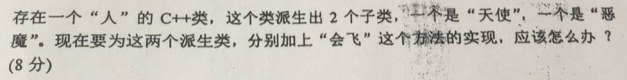 存在一个“人”的 C++类，这个类派生出 2 个子类，一个是“天使”，一个是“恶
魔”。现在要为这两个派生类，分别加上“会飞”这个方法的实现，应该怎么办 ？
(8 分)